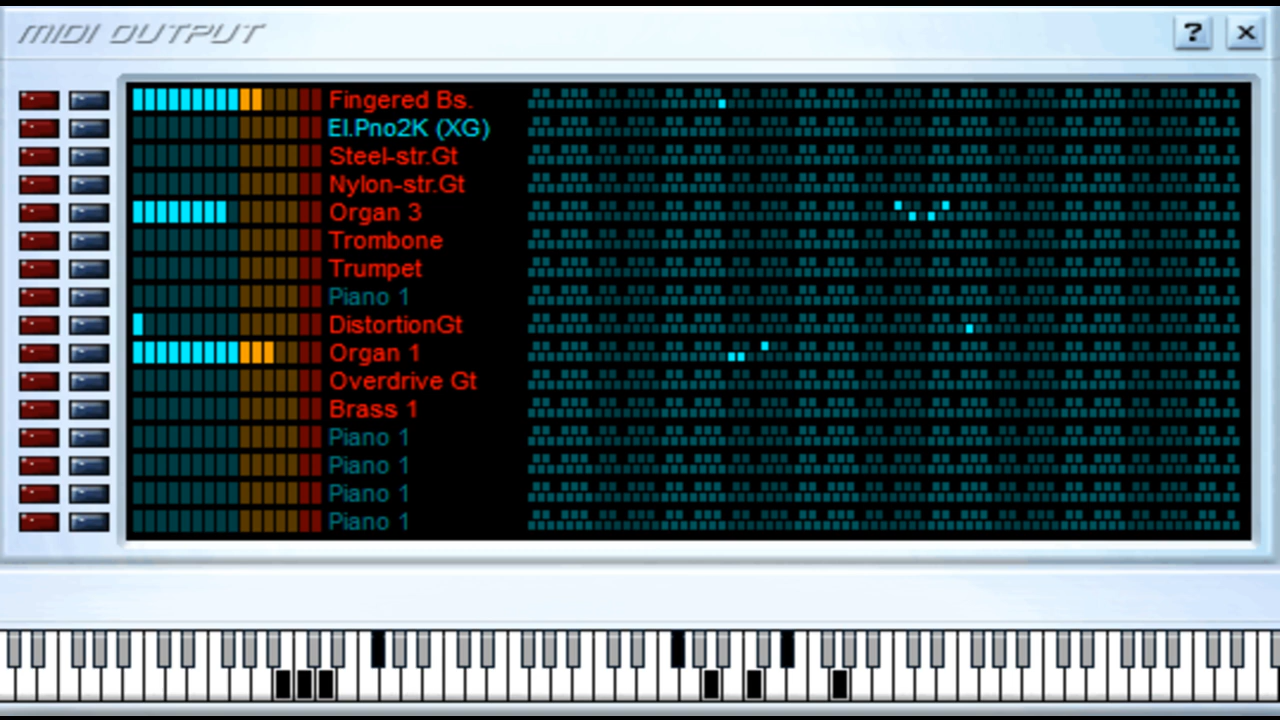 MIDI OUTPUT
? ×
Fingered Bs.
El.Pno2K (XG)
Steel-str.Gt
Nylon-str.Gt
Organ 3
Trombone
Trumpet
Piano 1
DistortionGt
Organ 1
Overdrive Gt
Brass 1
Piano 1
Piano 1
Piano 1
Piano 1